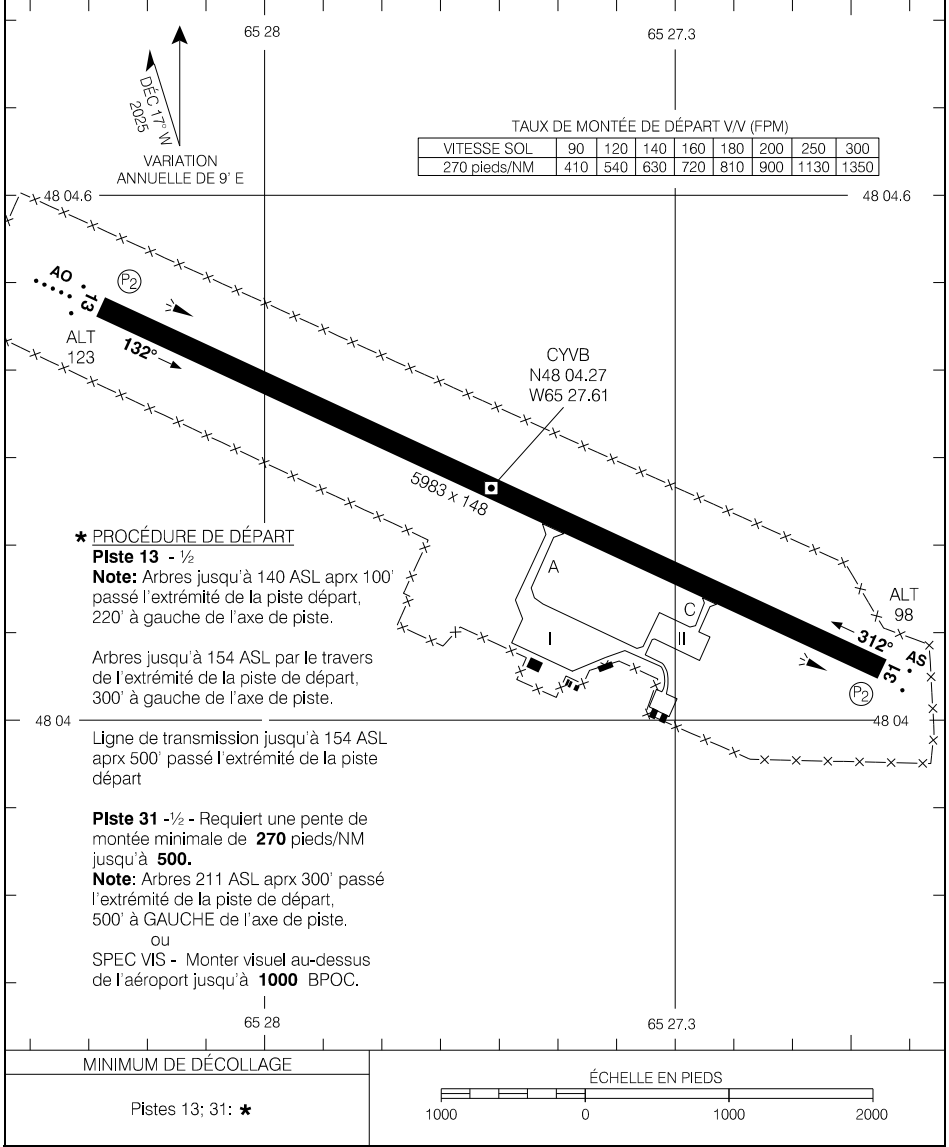 65 28
65 27.3
DÉC 17° W
2025
VARIATION
ANNUELLE DE 9' E
TAUX DE MONTÉE DE DÉPART V/V (FPM)
VITESSE SOL 90 120 140 160 180 200 250 300
270 pieds/NM 410 540 630 720 810 900 1130 1350
48 04.6
48 04.6
AO
13
P2
ALT
123
132°
CYVB
N48 04.27
W65 27.61
5983 x 148
A
C
I
II
ALT
98
312°
AS
31
P2
48 04
48 04
* PROCÉDURE DE DÉPART
PIste 13 - ½
Note: Arbres jusqu'à 140 ASL aprx 100'
passé l'extrémité de la piste départ,
220' à gauche de l'axe de piste.
Arbres jusqu'à 154 ASL par le travers
de l'extrémité de la piste de départ,
300' à gauche de l'axe de piste.
Ligne de transmission jusqu'à 154 ASL
aprx 500' passé l'extrémité de la piste
départ
PIste 31 -½ - Requiert une pente de
montée minimale de 270 pieds/NM
jusqu'à 500.
Note: Arbres 211 ASL aprx 300' passé
l'extrémité de la piste de départ,
500' à GAUCHE de l'axe de piste.
ou
SPEC VIS - Monter visuel au-dessus
de l'aéroport jusqu'à 1000 BPOC.
65 28
65 27.3
MINIMUM DE DÉCOLLAGE
Pistes 13; 31: *
ÉCHELLE EN PIEDS
1000 0 1000 2000